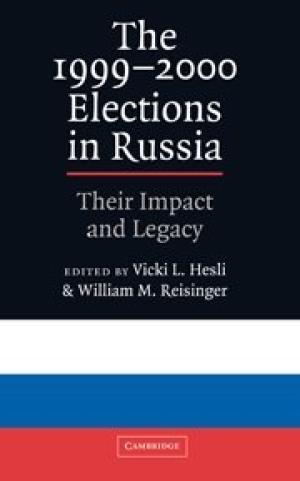 The
1999–2000
Elections
in Russia
Their Impact
and Legacy
EDITED BY Vicki L. Hesli
& William M. Reisinger
CAMBRIDGE